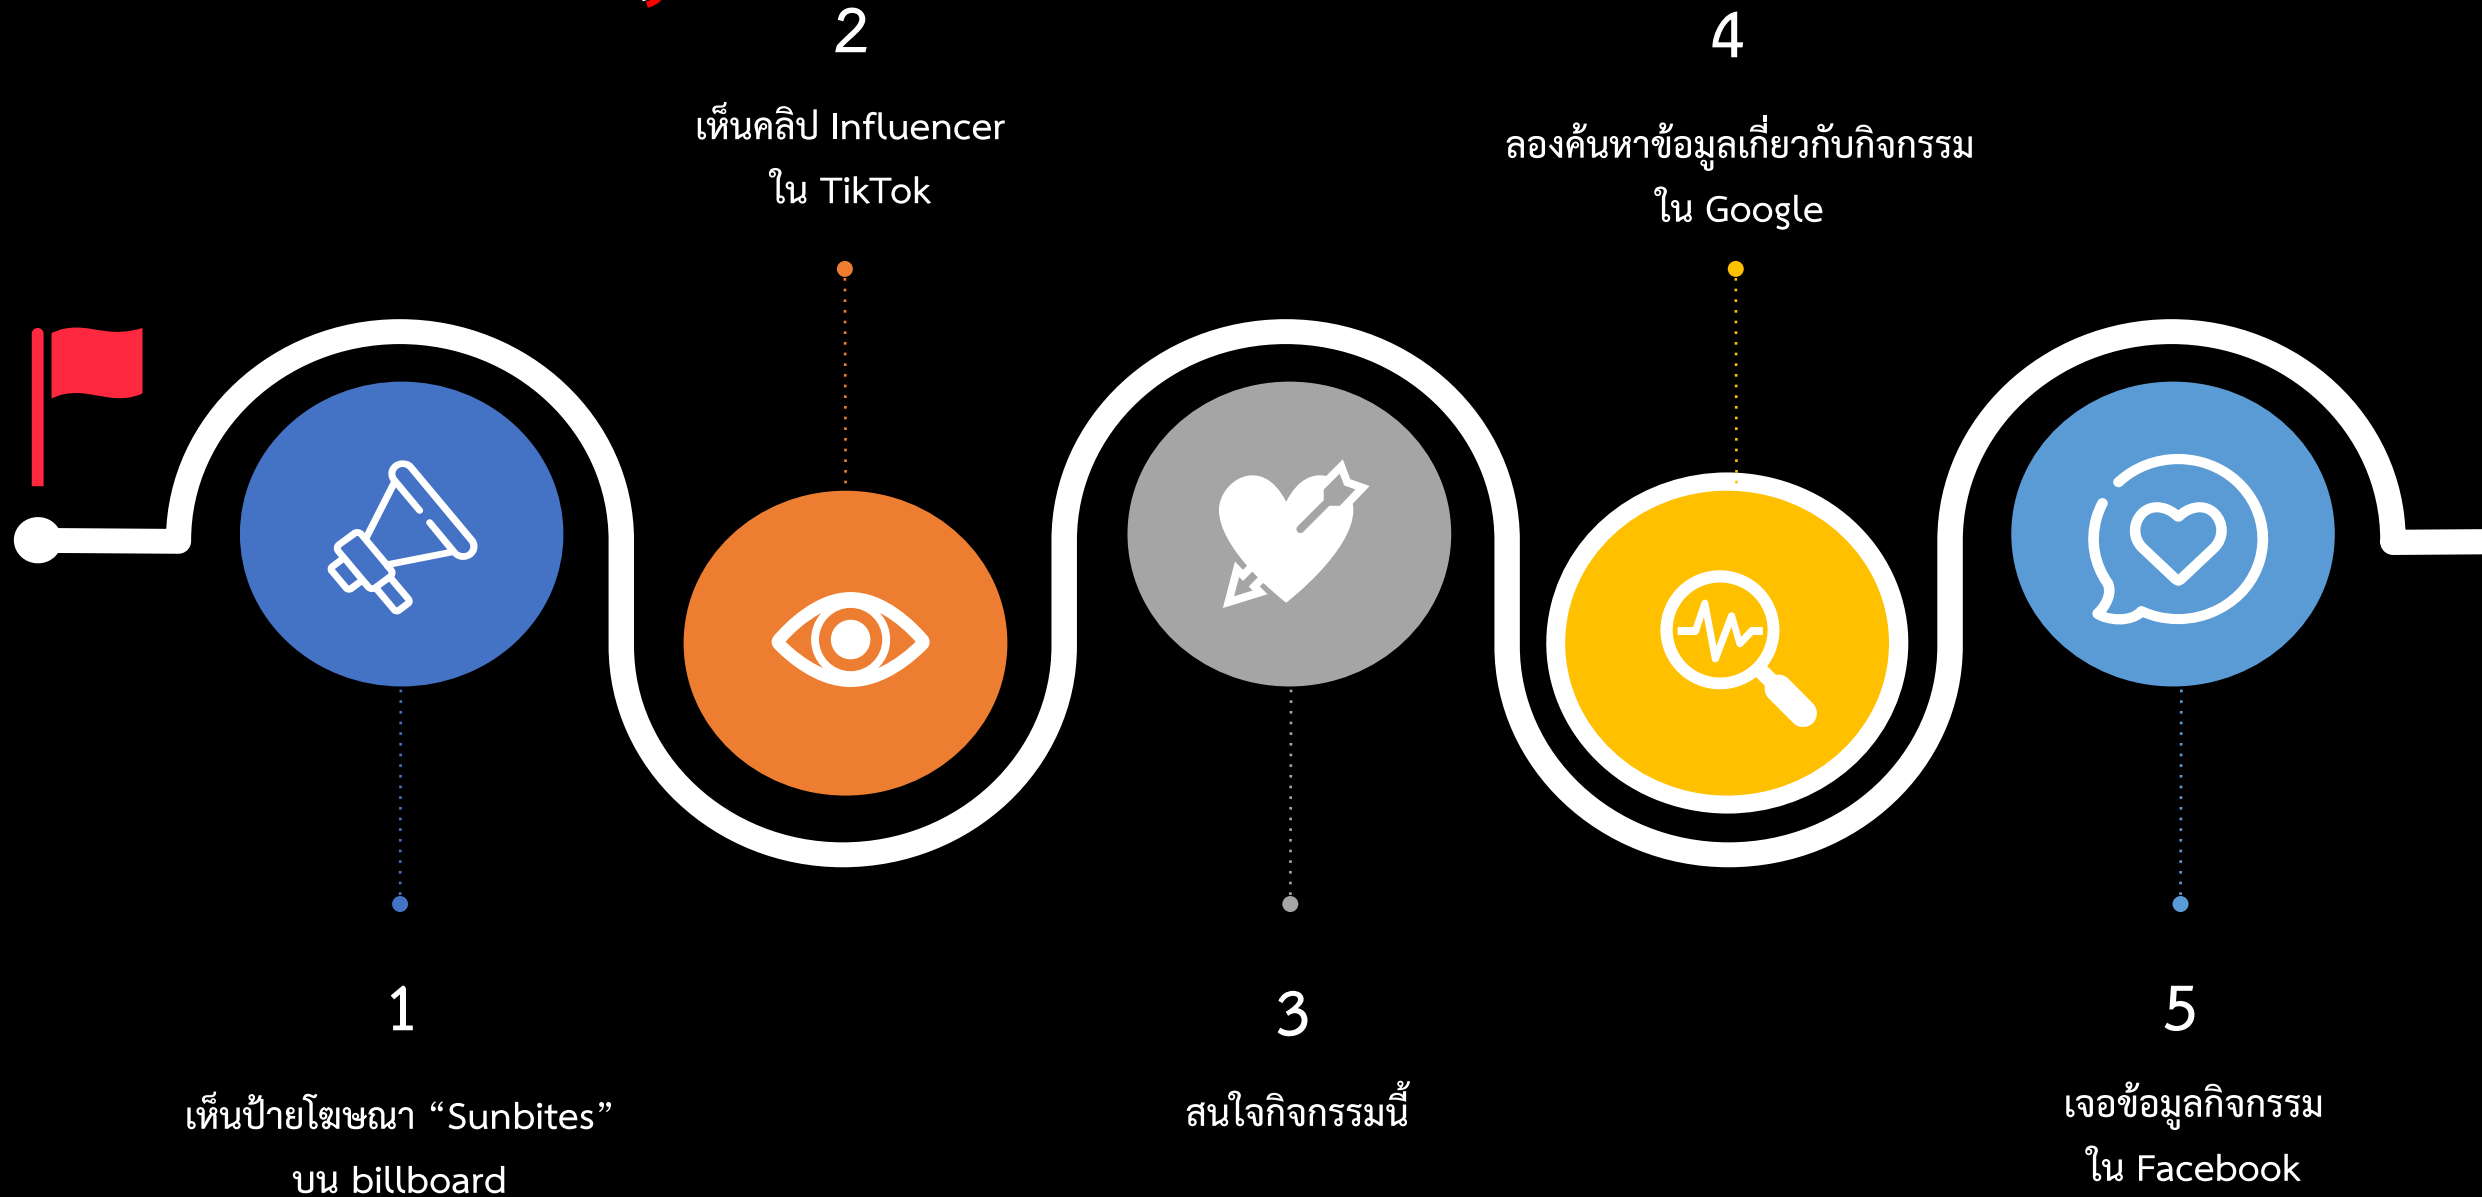 2
เห็นคลิป Influencer
ใน TikTok
4
ลองค้นหาข้อมูลเกี่ยวกับกิจกรรม
ใน Google
1
เห็นป้ายโฆษณา “Sunbites”
บน billboard
3
สนใจกิจกรรมนี้
5
เจอข้อมูลกิจกรรม
ใน Facebook